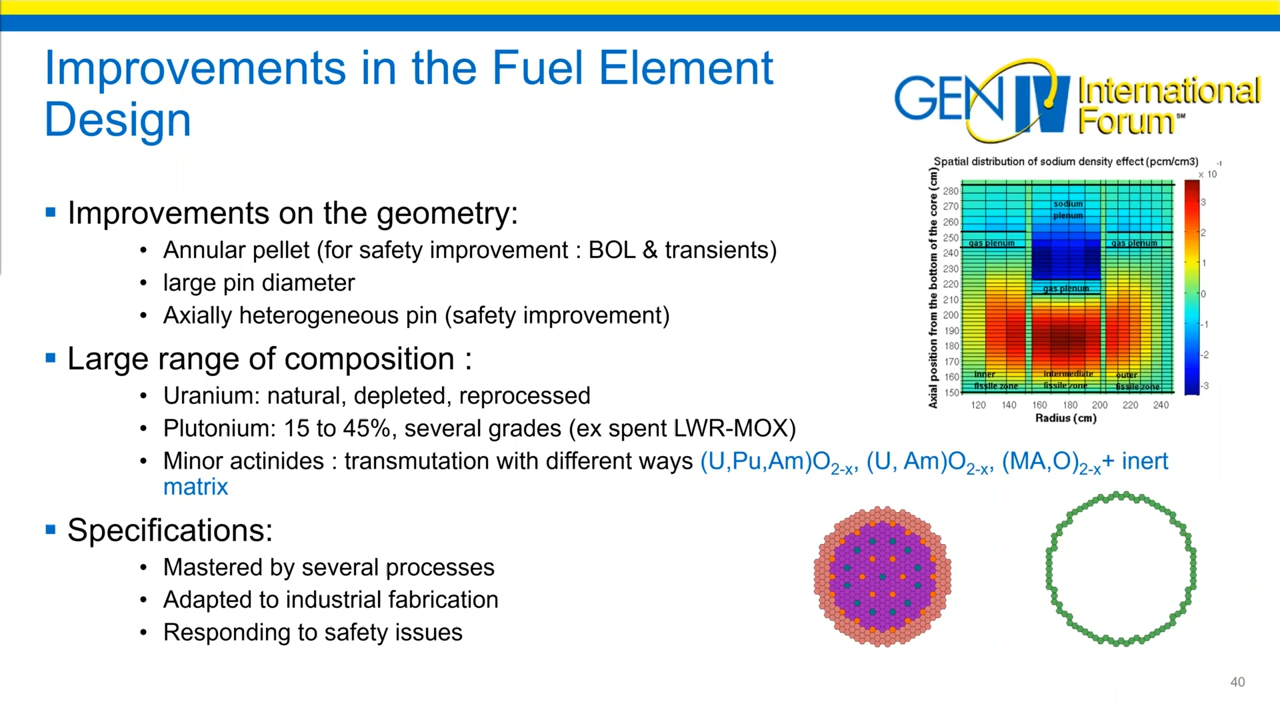 Improvements in the Fuel Element
Design
GEN IV International
Forum℠
▪ Improvements on the geometry:
• Annular pellet (for safety improvement : BOL & transients)
• large pin diameter
• Axially heterogeneous pin (safety improvement)
▪ Large range of composition :
• Uranium: natural, depleted, reprocessed
• Plutonium: 15 to 45%, several grades (ex spent LWR-MOX)
• Minor actinides : transmutation with different ways (U,Pu,Am)O2-x, (U, Am)O2-x, (MA,O)2-x+ inert
matrix
▪ Specifications:
• Mastered by several processes
• Adapted to industrial fabrication
• Responding to safety issues
Spatial distribution of sodium density effect (pcm/cm3)
x 10 -1
Axial position from the bottom of the core (cm)
280
270
260
250
240
230
220
210
200
190
180
170
160
150
sodium
plenum
gas plenum
gas plenum
gas plenum
inner
fissile zone
intermediate
fissile zone
outer
fissile zone
120 140 160 180 200 220 240
Radius (cm)
3
2
1
0
-1
-2
-3
40